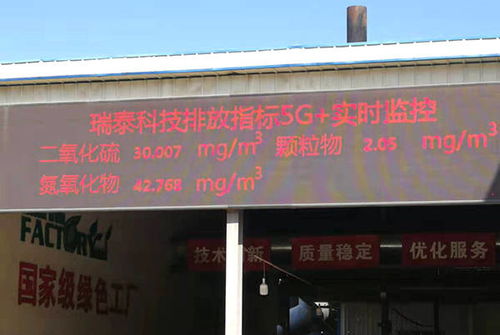 瑞泰科技排放指标5G+实时监控
二氧化硫 30.007 mg/m³ 颗粒物 2.05 mg/m³
氮氧化物 42.768 mg/m³
FACTORY
国家级绿色工厂
技术创新 质量稳定 优化服务